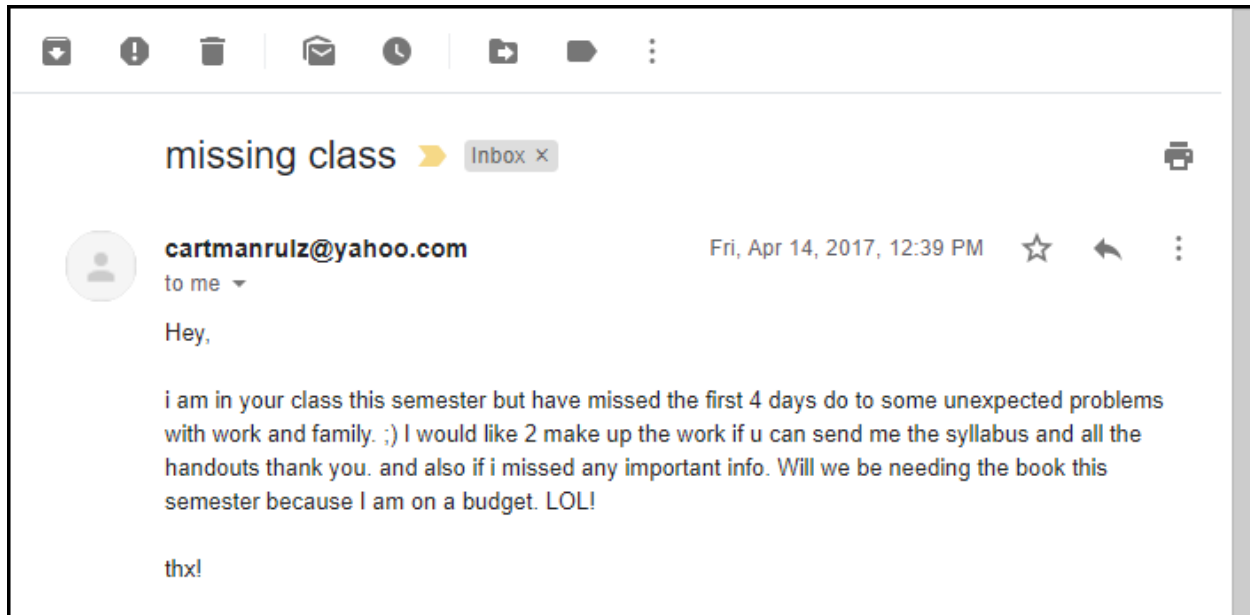 missing class Inbox ×
cartmanrulz@yahoo.com Fri, Apr 14, 2017, 12:39 PM
to me
Hey,
i am in your class this semester but have missed the first 4 days do to some unexpected problems
with work and family. ;) I would like 2 make up the work if u can send me the syllabus and all the
handouts thank you. and also if i missed any important info. Will we be needing the book this
semester because I am on a budget. LOL!
thx!